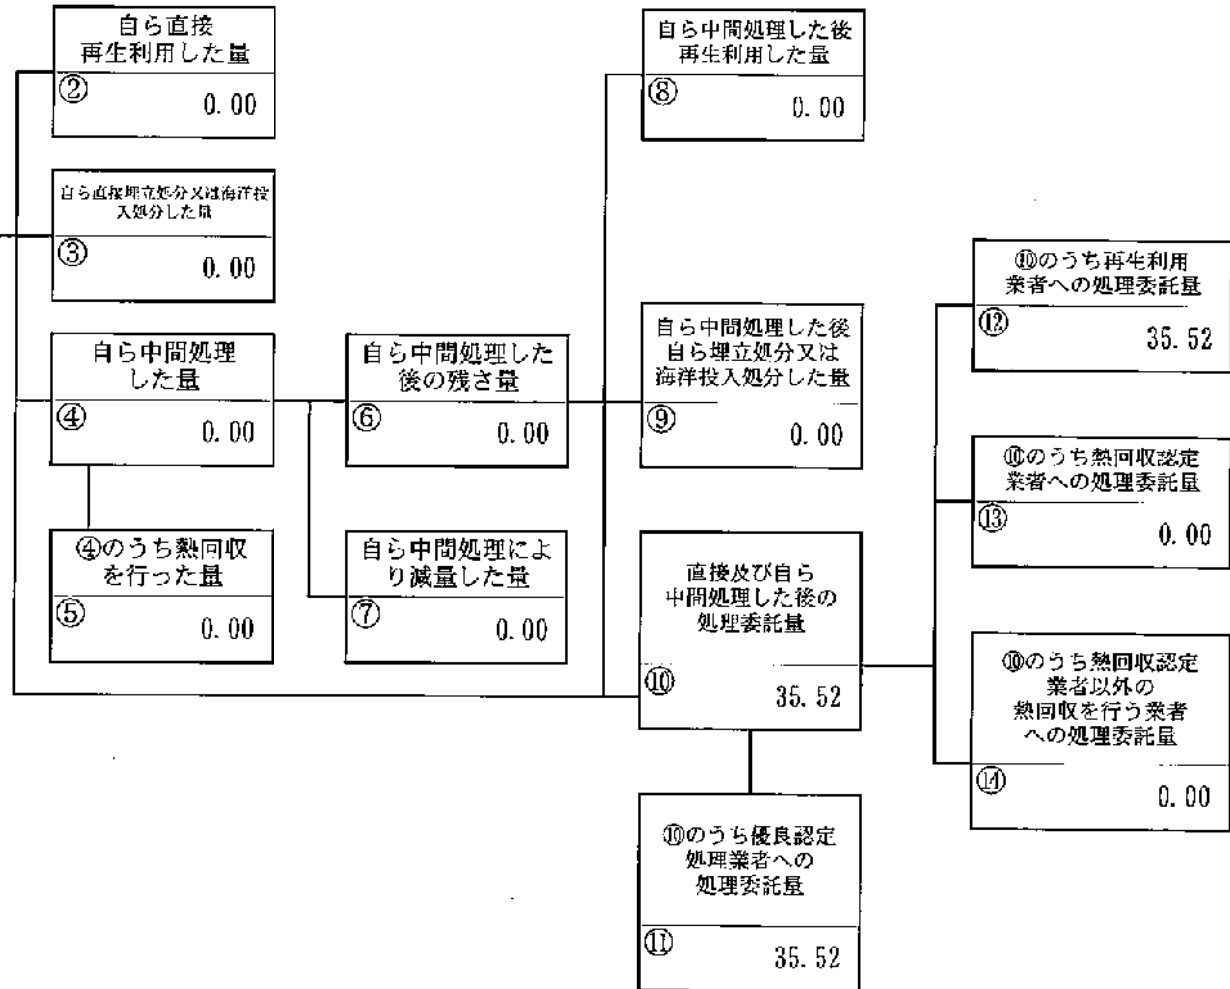 自ら直接
再生利用した量
②
0.00
自ら直接埋立処分又は海洋投
入処分した量
③
0.00
自ら中間処理
した量
④
0.00
④のうち熱回収
を行った量
⑤
0.00
自ら中間処理した
後の残さ量
⑥
0.00
自ら中間処理によ
り減量した量
⑦
0.00
自ら中間処理した後
再生利用した量
⑧
0.00
自ら中間処理した後
自ら埋立処分又は
海洋投入処分した量
⑨
0.00
直接及び自ら
中間処理した後の
処理委託量
⑩
35.52
⑩のうち優良認定
処理業者への
処理委託量
⑪
35.52
⑩のうち再生利用
業者への処理委託量
⑫
35.52
⑩のうち熱回収認定
業者への処理委託量
⑬
0.00
⑩のうち熱回収認定
業者以外の
熱回収を行う業者
への処理委託量
⑭
0.00